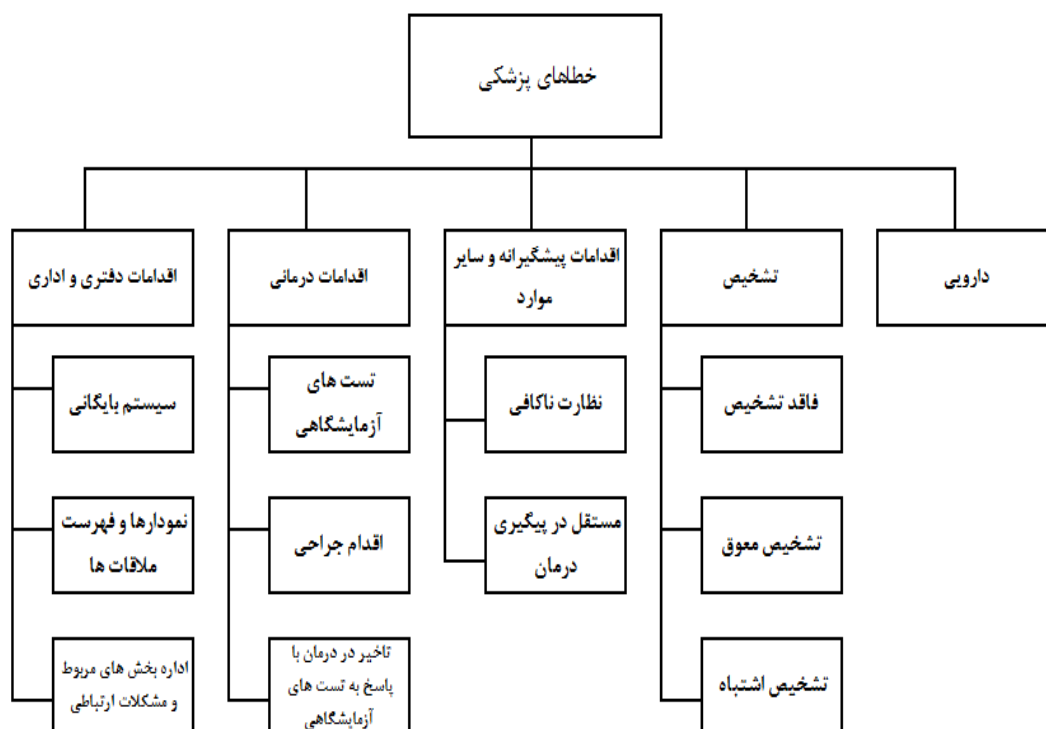 خطاهای پزشکی
دارویی
تشخیص
اقدامات پیشگیرانه و سایر
موارد
اقدامات درمانی
اقدامات دفتری و اداری
فاقد تشخیص
تشخیص معوق
تشخیص اشتباه
نظارت ناکافی
مستقل در پیگیری
درمان
تست های
آزمایشگاهی
اقدام جراحی
تاخیر در درمان با
پاسخ به تست های
آزمایشگاهی
سیستم بایگانی
نمودارها و فهرست
ملاقات ها
اداره بخش های مربوط
و مشکلات ارتباطی